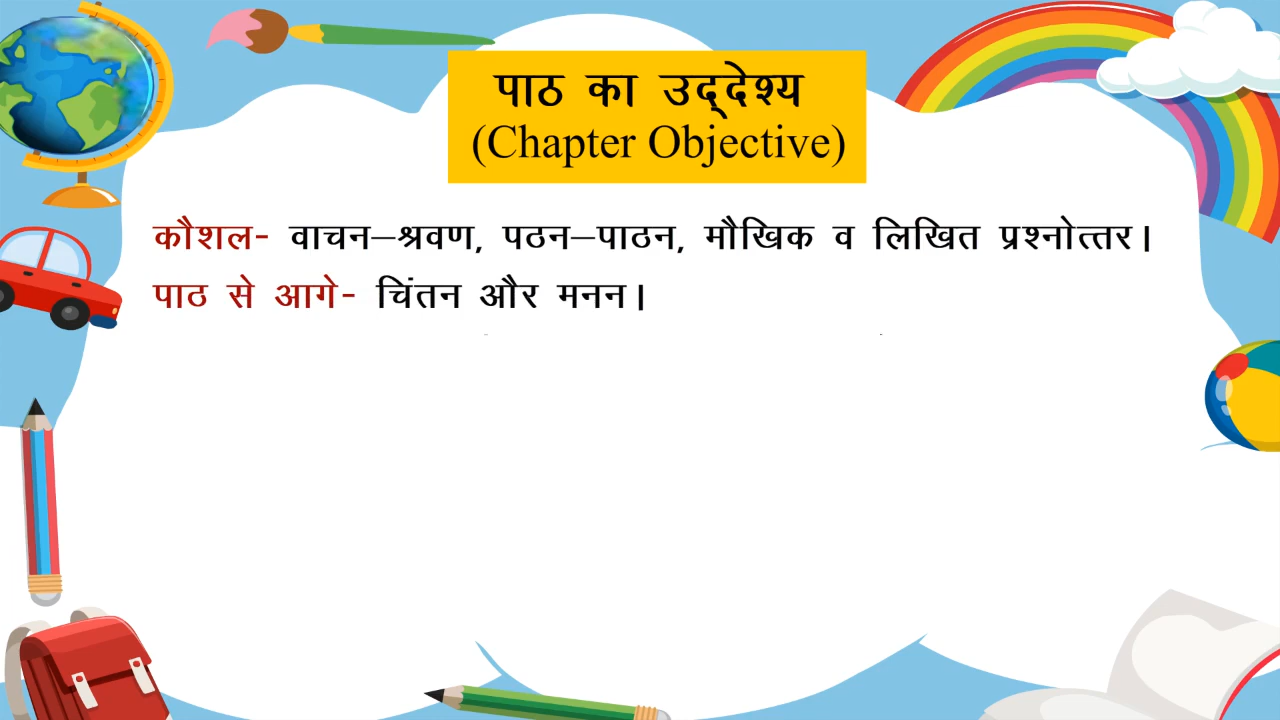 पाठ का उद्‌देश्य
(Chapter Objective)
कौशल- वाचन–श्रवण, पठन–पाठन, मौखिक व लिखित प्रश्नोत्तर।
पाठ से आगे- चिंतन और मनन।